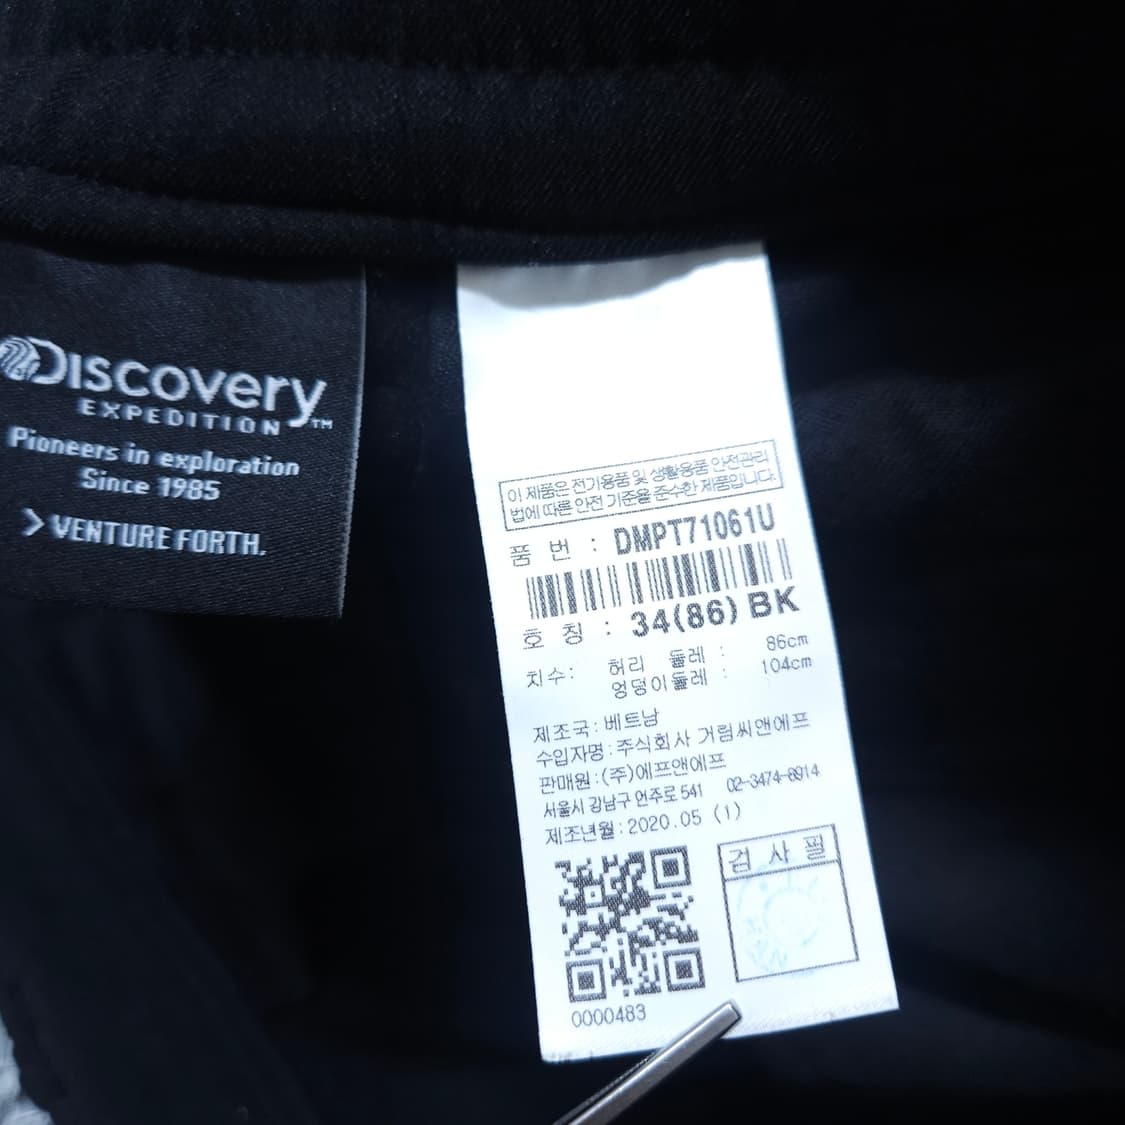 Discovery
EXPEDITION™
Pioneers in exploration
Since 1985
> VENTURE FORTH.
이 제품은 전기용품 및 생활용품 안전관리
법에 따른 안전 기준을 준수한 제품입니다.
품 번 : DMPT71061U
호 칭 : 34(86) BK
치수: 허리 둘레 : 86cm
엉덩이둘레 : 104cm
제조국: 베트남
수입자명: 주식회사 거림씨앤에프
판매원: (주)에프앤에프
서울시 강남구 언주로 541 02-3474-8914
제조년월: 2020.05 (1)
검 사 필
0000483